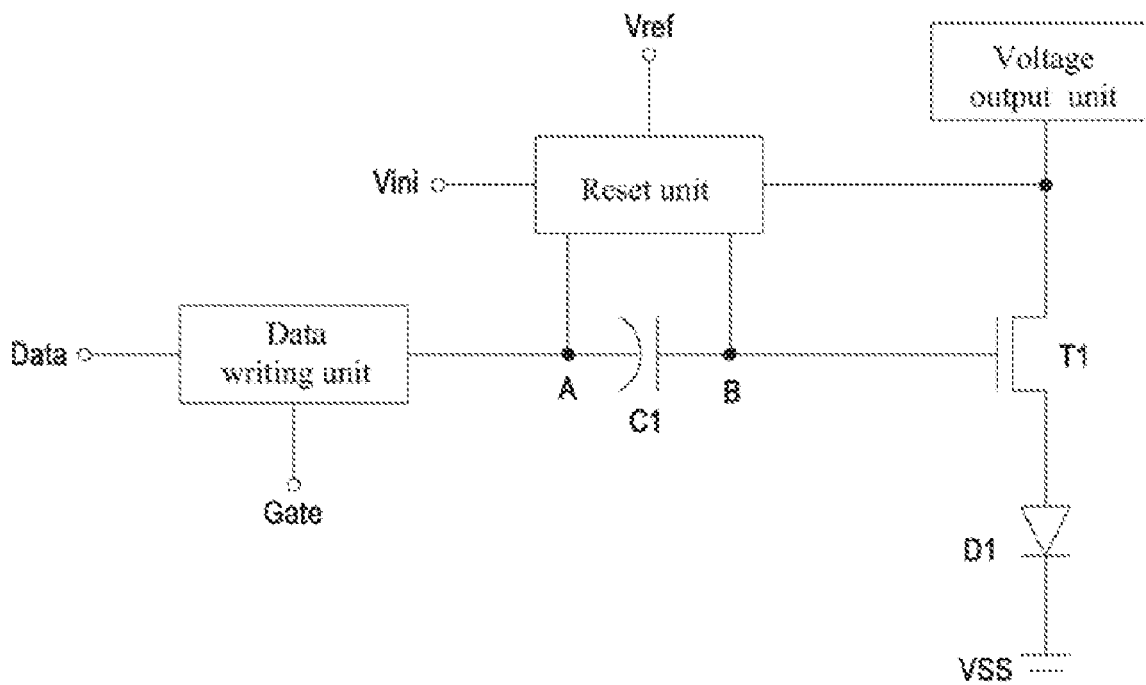 Vref
Voltage
output unit
Vini
Reset unit
Data
Data
writing unit
A
B
C1
T1
Gate
D1
VSS